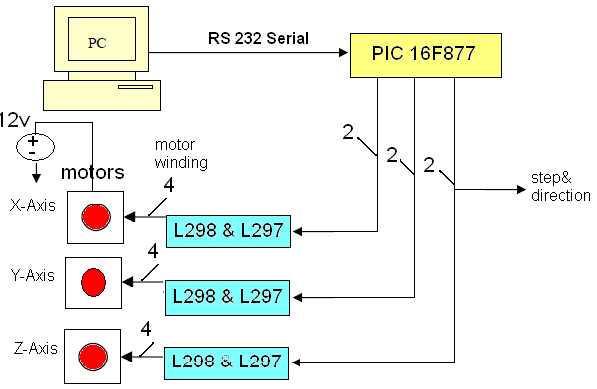 PC
RS 232 Serial
PIC 16F877
12v
+
-
motors
motor
winding
2
2
2
step&
direction
X-Axis
4
L298 & L297
Y-Axis
4
L298 & L297
Z-Axis
4
L298 & L297